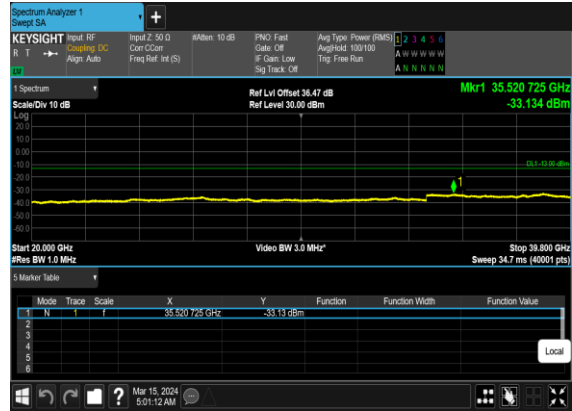 Spectrum Analyzer 1
Swept SA
+
KEYSIGHT Input: RF Input Z: 50 Ω #Atten: 10 dB PNO: Fast Avg Type: Power (RMS) 1 2 3 4 5 6
R T Coupling: DC Corr CCorr Gate: Off Avg|Hold: 100/100 A W W W W W
Align: Auto Freq Ref: Int (S) IF Gain: Low Trig: Free Run
Sig Track: Off A N N N N N
1 Spectrum Ref Lvl Offset 36.47 dB Mkr1 35.520 725 GHz
Scale/Div 10 dB Ref Level 30.00 dBm -33.134 dBm
Log
20.0
10.0
0.00
-10.0 DL1 -13.00 dBm
-20.0 1
-30.0
-40.0
-50.0
-60.0
Start 20.000 GHz Video BW 3.0 MHz* Stop 39.800 GHz
#Res BW 1.0 MHz Sweep 34.7 ms (40001 pts)
5 Marker Table
Mode Trace Scale X Y Function Function Width Function Value
1 N 1 f 35.520 725 GHz -33.13 dBm
2
3
4
5
6
Local
? Mar 15, 2024
5:01:12 AM